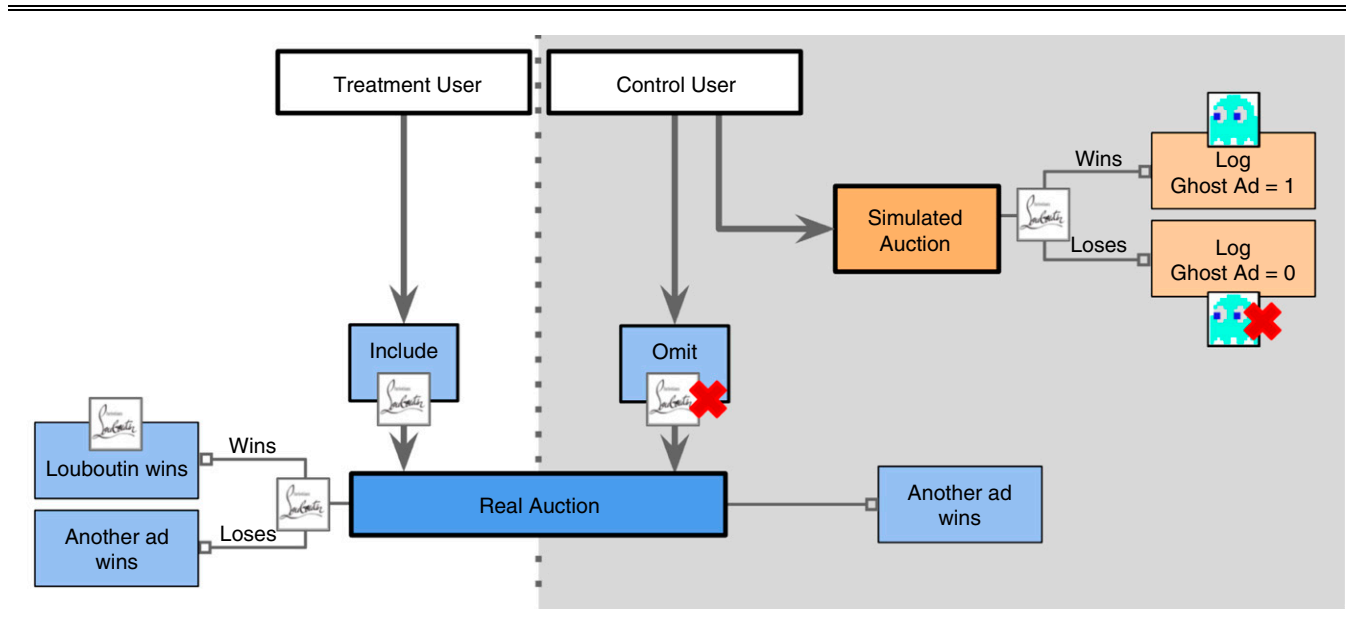 Treatment User
Control User
Wins
Log
Ghost Ad = 1
Simulated
Auction
Loses
Log
Ghost Ad = 0
Include
Omit
Wins
Louboutin wins
Real Auction
Another ad
wins
Loses
Another ad
wins